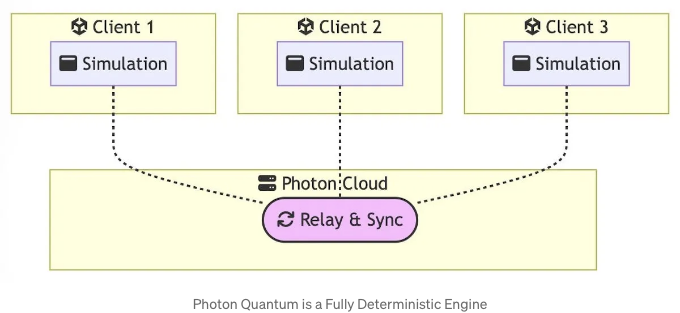 Client 1
Client 2
Client 3
Simulation
Simulation
Simulation
Photon Cloud
Relay & Sync
Photon Quantum is a Fully Deterministic Engine